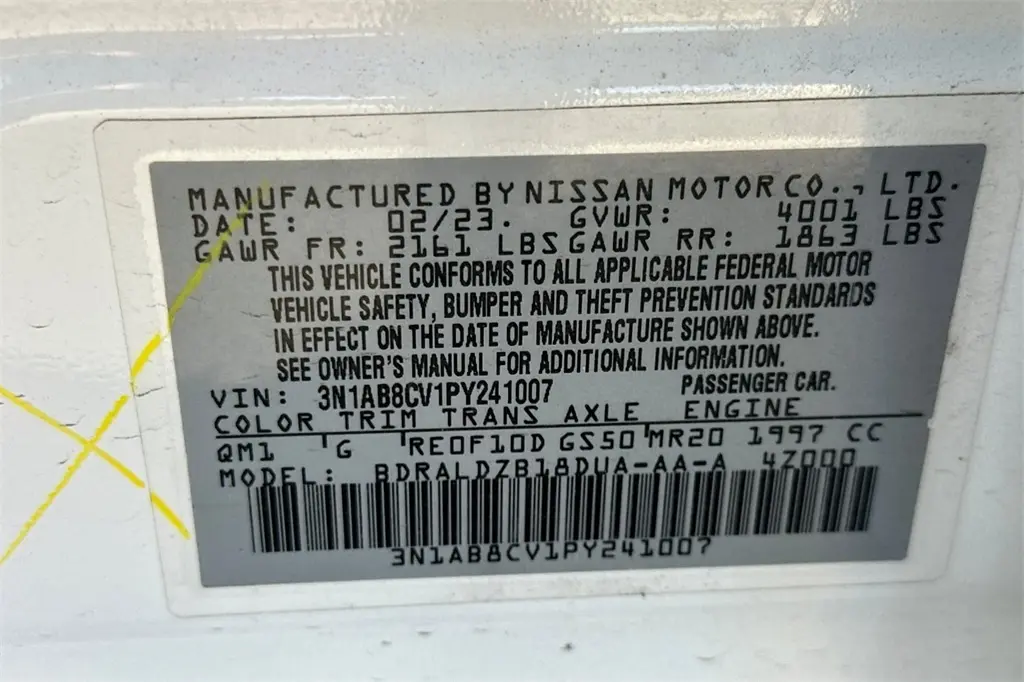 MANUFACTURED BY NISSAN MOTOR CO., LTD.
DATE: 02/23. GVWR: 4001 LBS
GAWR FR: 2161 LBS GAWR RR: 1863 LBS
THIS VEHICLE CONFORMS TO ALL APPLICABLE FEDERAL MOTOR
VEHICLE SAFETY, BUMPER AND THEFT PREVENTION STANDARDS
IN EFFECT ON THE DATE OF MANUFACTURE SHOWN ABOVE.
SEE OWNER'S MANUAL FOR ADDITIONAL INFORMATION.
VIN: 3N1AB8CV1PY241007 PASSENGER CAR.
COLOR TRIM TRANS AXLE ENGINE
QM1 G RE0F10D GS50 MR20 1997 CC
MODEL: BDRALDZB18DUA-AA-A 4Z000
3N1AB8CV1PY241007